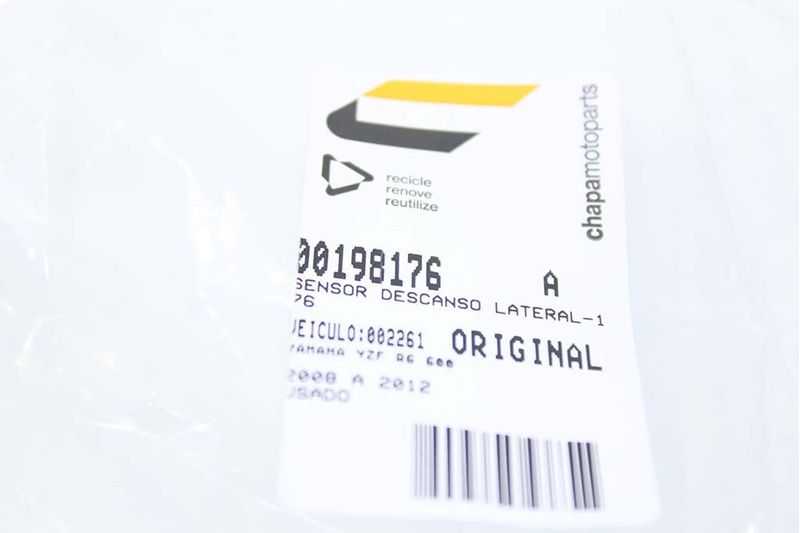 recicle
renove
reutilize
chapamotoparts
00198176 A
SENSOR DESCANSO LATERAL-1
76
VEICULO:002261 ORIGINAL
YAMAHA YZF R6 600
2008 A 2012
USADO